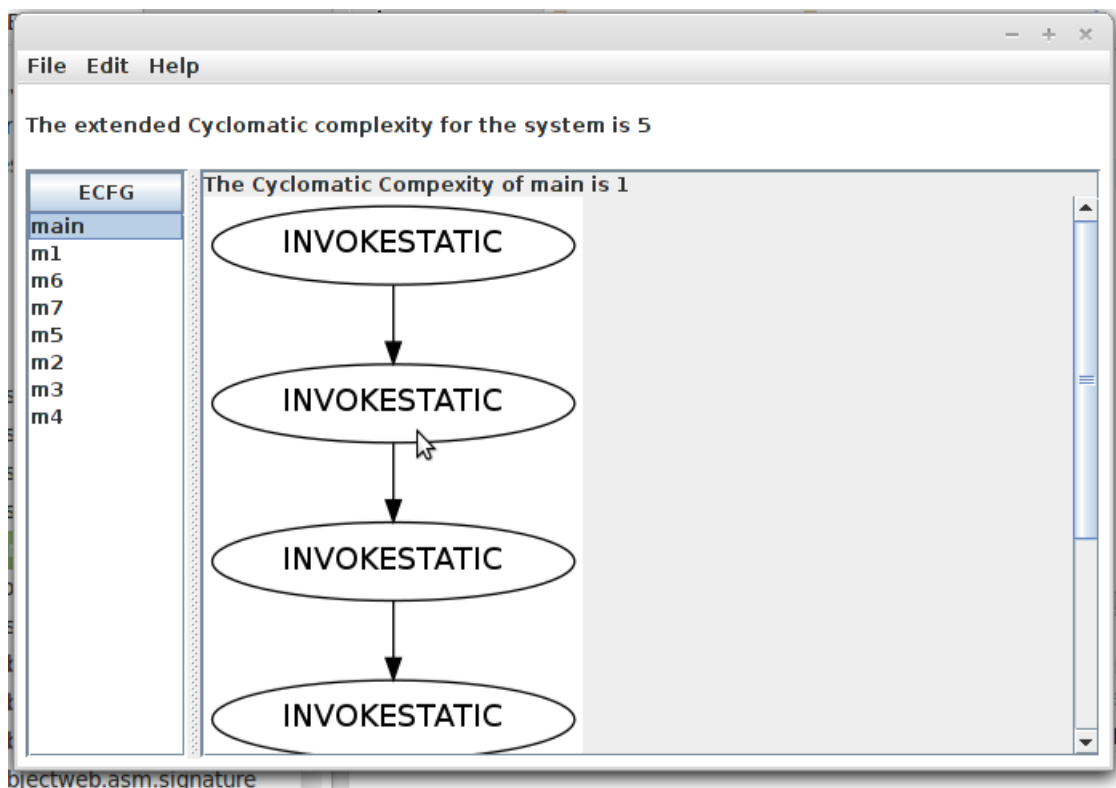 File Edit Help
The extended Cyclomatic complexity for the system is 5
ECFG
main
m1
m6
m7
m5
m2
m3
m4
The Cyclomatic Compexity of main is 1
INVOKESTATIC
INVOKESTATIC
INVOKESTATIC
INVOKESTATIC
bjectweb.asm.signature